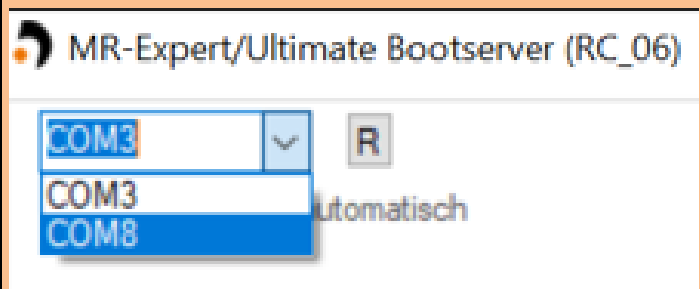 MR-Expert/Ultimate Bootserver (RC_06)
COM3
R
COM3
COM8
utomatisch